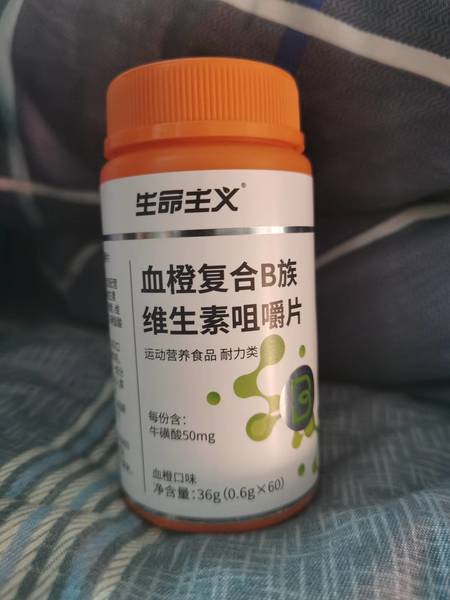 生命主义®
血橙复合B族
维生素咀嚼片
运动营养食品 耐力类
每份含：
牛磺酸50mg
血橙口味
净含量：36g（0.6g×60）
B